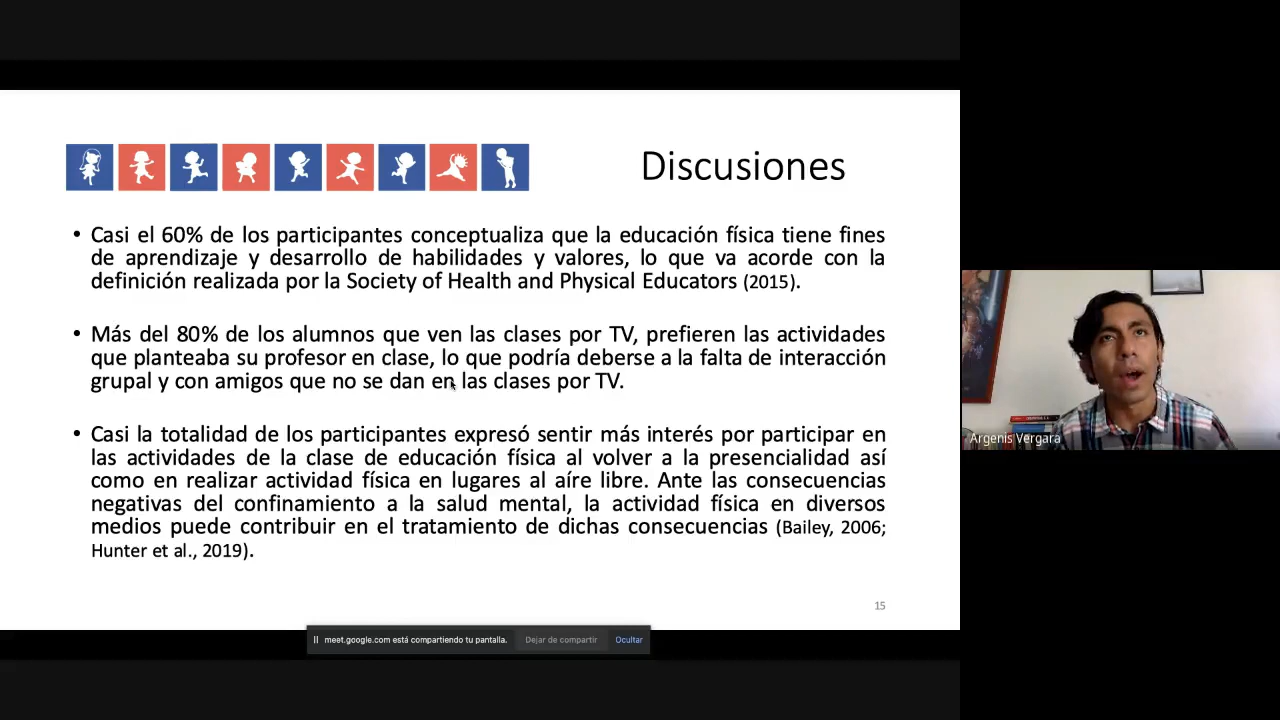 Discusiones
• Casi el 60% de los participantes conceptualiza que la educación física tiene fines
de aprendizaje y desarrollo de habilidades y valores, lo que va acorde con la
definición realizada por la Society of Health and Physical Educators (2015).
• Más del 80% de los alumnos que ven las clases por TV, prefieren las actividades
que planteaba su profesor en clase, lo que podría deberse a la falta de interacción
grupal y con amigos que no se dan en las clases por TV.
• Casi la totalidad de los participantes expresó sentir más interés por participar en
las actividades de la clase de educación física al volver a la presencialidad así
como en realizar actividad física en lugares al aíre libre. Ante las consecuencias
negativas del confinamiento a la salud mental, la actividad física en diversos
medios puede contribuir en el tratamiento de dichas consecuencias (Bailey, 2006;
Hunter et al., 2019).
15
meet.google.com está compartiendo tu pantalla. Dejar de compartir Ocultar
Argenis Vergara